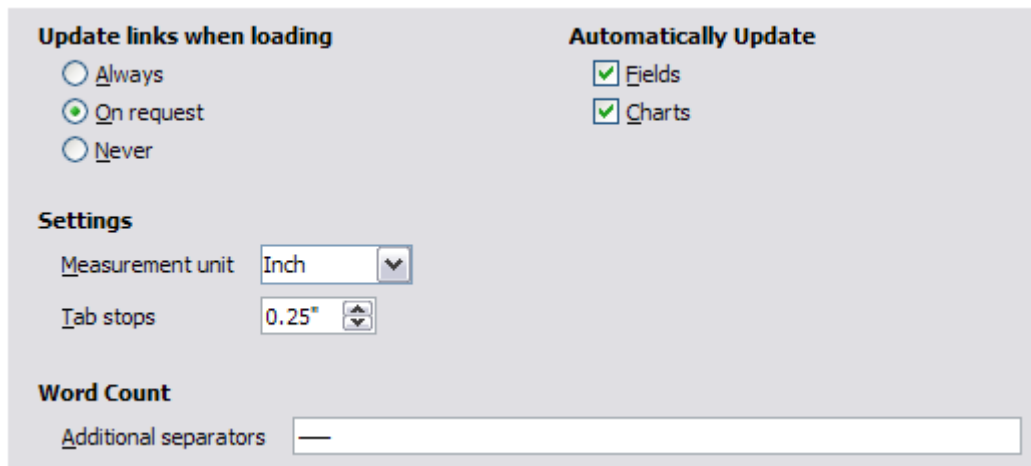 Update links when loading
Always
On request
Never
Automatically Update
Fields
Charts
Settings
Measurement unit Inch
Tab stops 0.25"
Word Count
Additional separators —